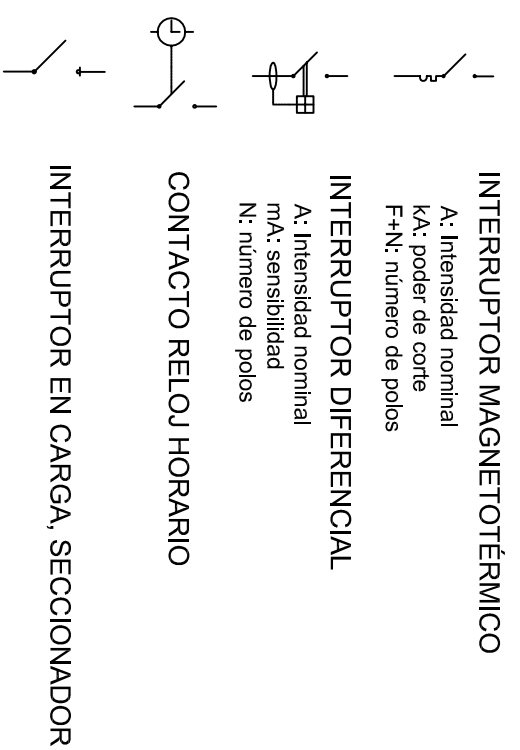 INTERRUPTOR MAGNETOTÉRMICO
A: Intensidad nominal
kA: poder de corte
F+N: número de polos
INTERRUPTOR DIFERENCIAL
A: Intensidad nominal
mA: sensibilidad
N: número de polos
CONTACTO RELOJ HORARIO
INTERRUPTOR EN CARGA, SECCIONADOR